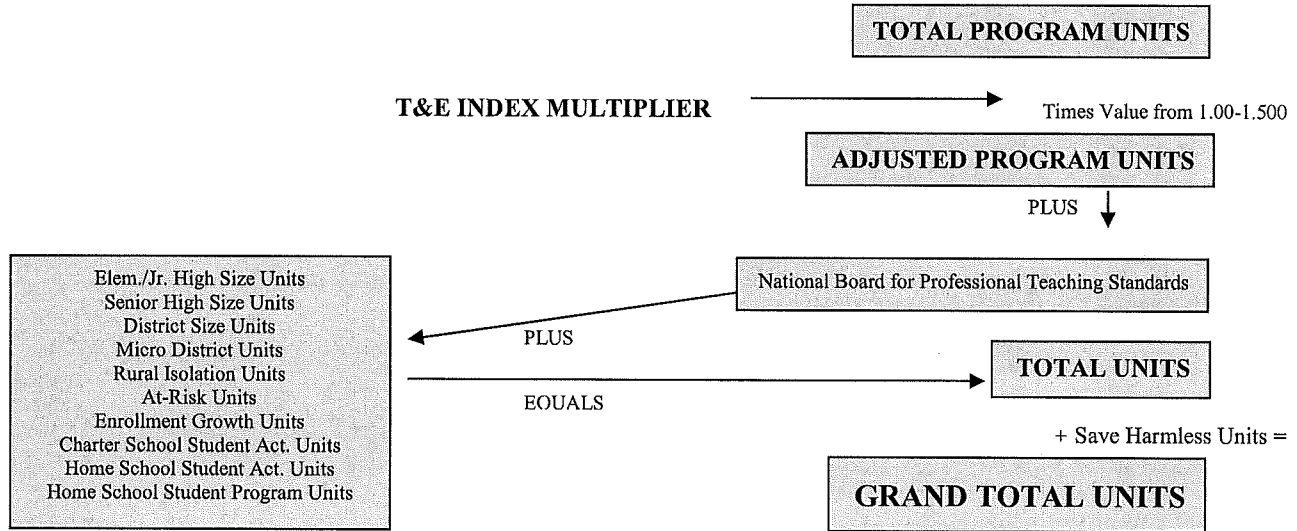 TOTAL PROGRAM UNITS
T&E INDEX MULTIPLIER
Times Value from 1.00-1.500
ADJUSTED PROGRAM UNITS
PLUS
National Board for Professional Teaching Standards
PLUS
Elem./Jr. High Size Units
Senior High Size Units
District Size Units
Micro District Units
Rural Isolation Units
At-Risk Units
Enrollment Growth Units
Charter School Student Act. Units
Home School Student Act. Units
Home School Student Program Units
EQUALS
TOTAL UNITS
+ Save Harmless Units =
GRAND TOTAL UNITS